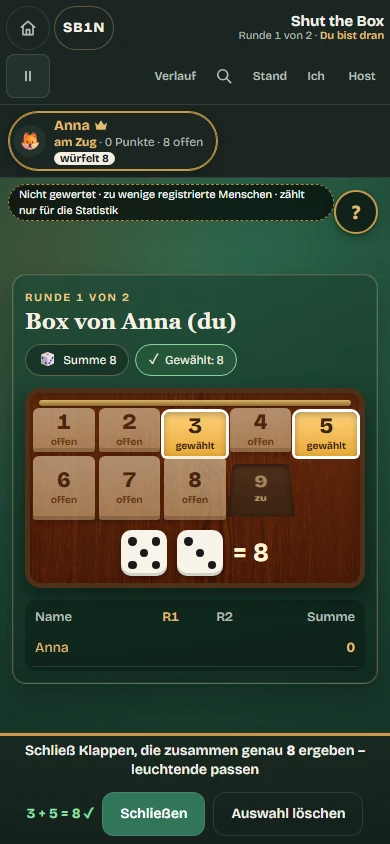 SB1N
Shut the Box
Runde 1 von 2 · Du bist dran
Verlauf
Stand
Ich
Host
Anna
am Zug · 0 Punkte · 8 offen
würfelt 8
Nicht gewertet · zu wenige registrierte Menschen · zählt
nur für die Statistik
?
RUNDE 1 VON 2
Box von Anna (du)
Summe 8
✓ Gewählt: 8
1 2 3 4 5
offen offen gewählt offen gewählt
6 7 8 9
offen offen offen zu
= 8
Name R1 R2 Summe
Anna 0
Schließ Klappen, die zusammen genau 8 ergeben –
leuchtende passen
3 + 5 = 8 ✓
Schließen
Auswahl löschen